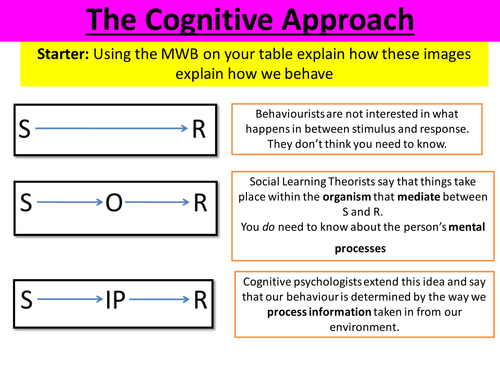 The Cognitive Approach
Starter: Using the MWB on your table explain how these images
explain how we behave
S R
Behaviourists are not interested in what
happens in between stimulus and response.
They don't think you need to know.
S O R
Social Learning Theorists say that things take
place within the organism that mediate between
S and R.
You do need to know about the person's mental
processes
S IP R
Cognitive psychologists extend this idea and say
that our behaviour is determined by the way we
process information taken in from our
environment.